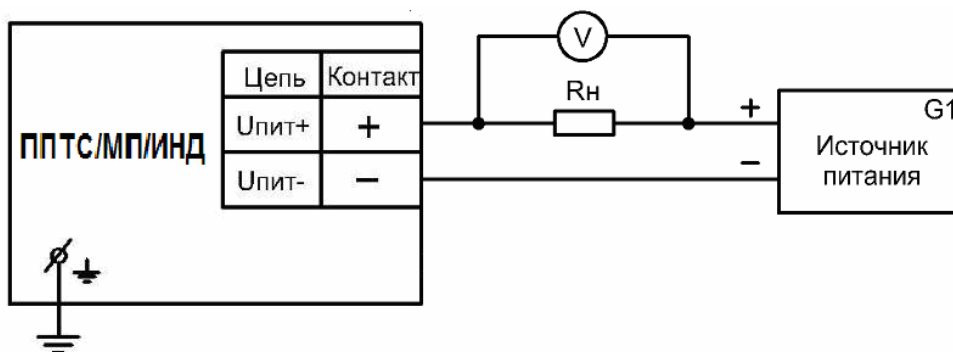 ППТС/МП/ИНД
Цепь Контакт
Uпит+ +
Uпит- −
V
Rн
+
−
G1
Источник
питания